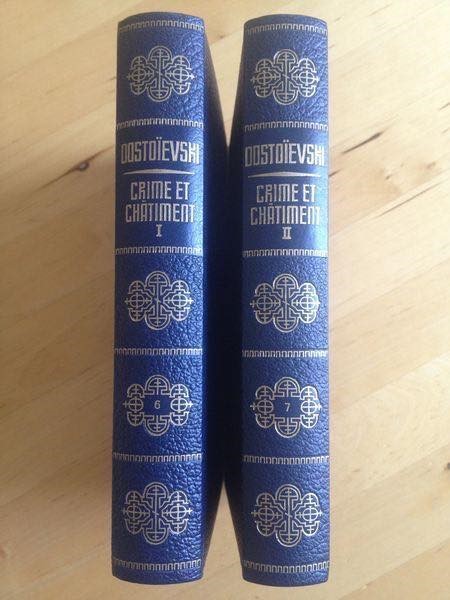 DOSTOÏEVSKI
CRIME ET
CHÂTIMENT
I
6
DOSTOÏEVSKI
CRIME ET
CHÂTIMENT
II
7